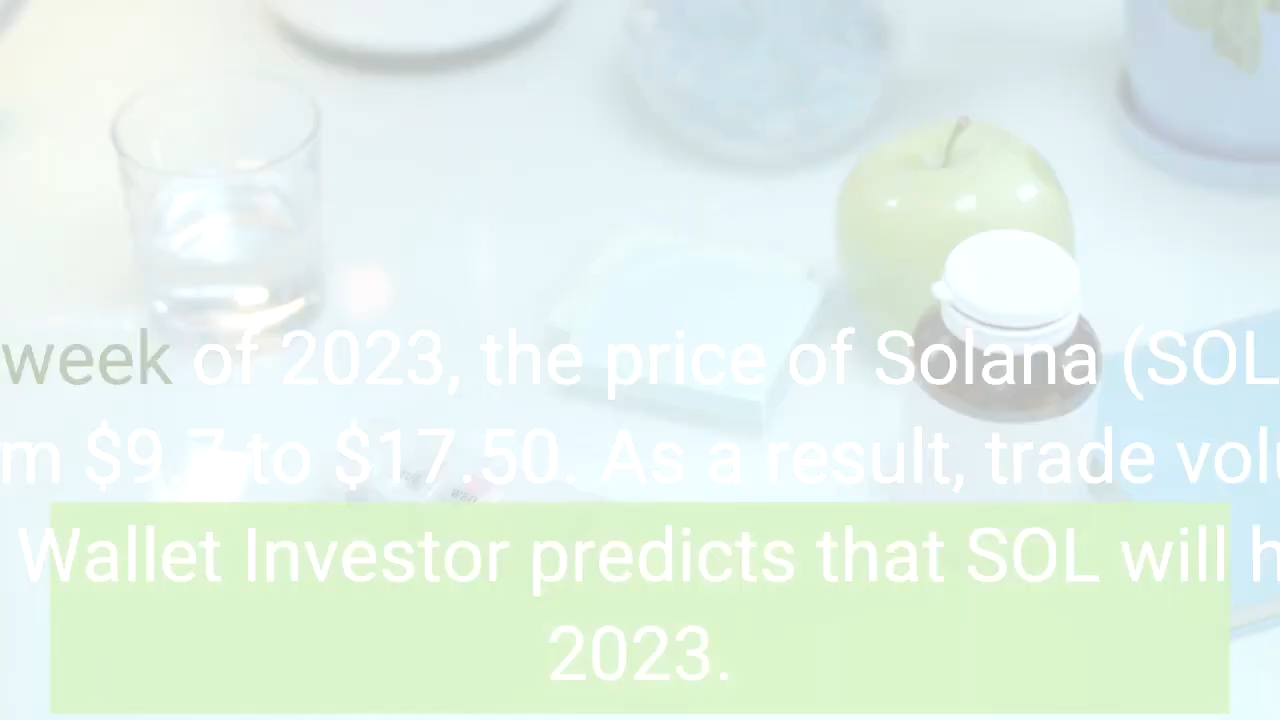 week of 2023, the price of Solana (SOL
m $9.7 to $17.50. As a result, trade volu
Wallet Investor predicts that SOL will h
2023.